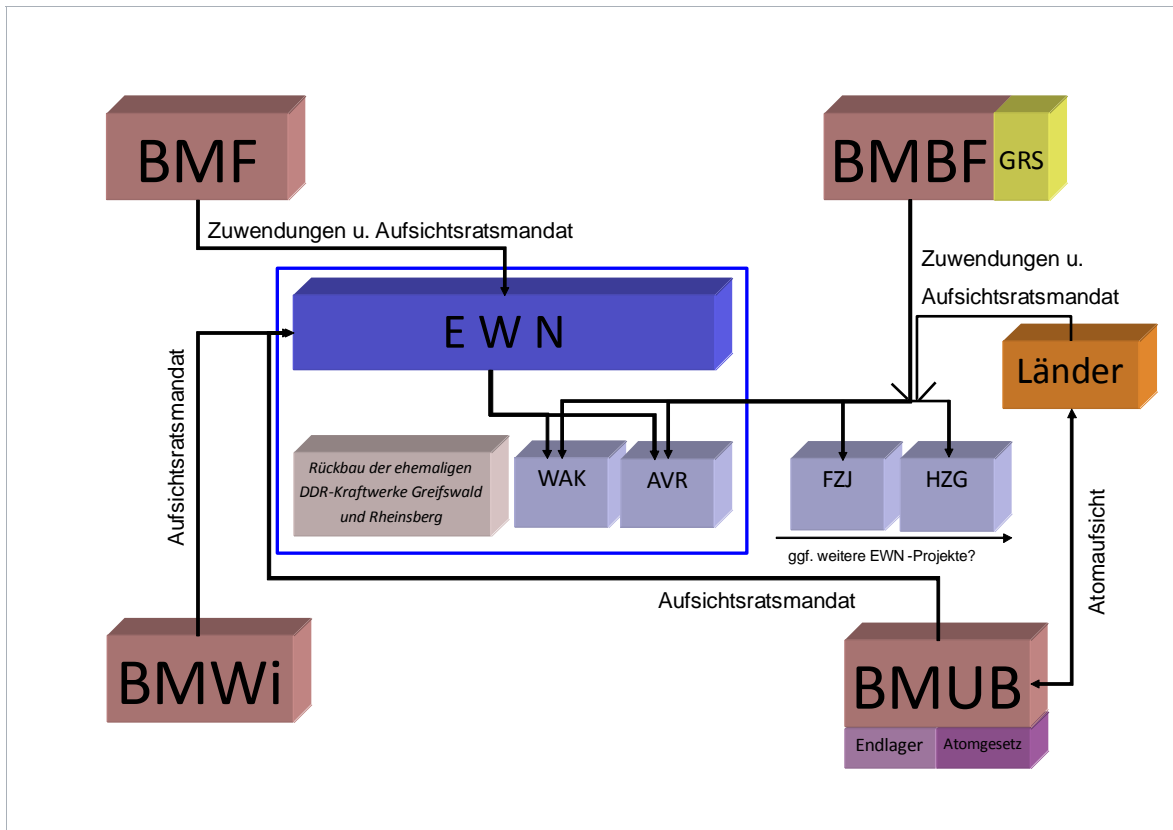 BMF
BMBF
GRS
Zuwendungen u. Aufsichtsratsmandat
Zuwendungen u.
Aufsichtsratsmandat
E W N
Länder
Aufsichtsratsmandat
Rückbau der ehemaligen
DDR-Kraftwerke Greifswald
und Rheinsberg
WAK
AVR
FZJ
HZG
ggf. weitere EWN -Projekte?
Aufsichtsratsmandat
Atomaufsicht
BMWi
BMUB
Endlager
Atomgesetz